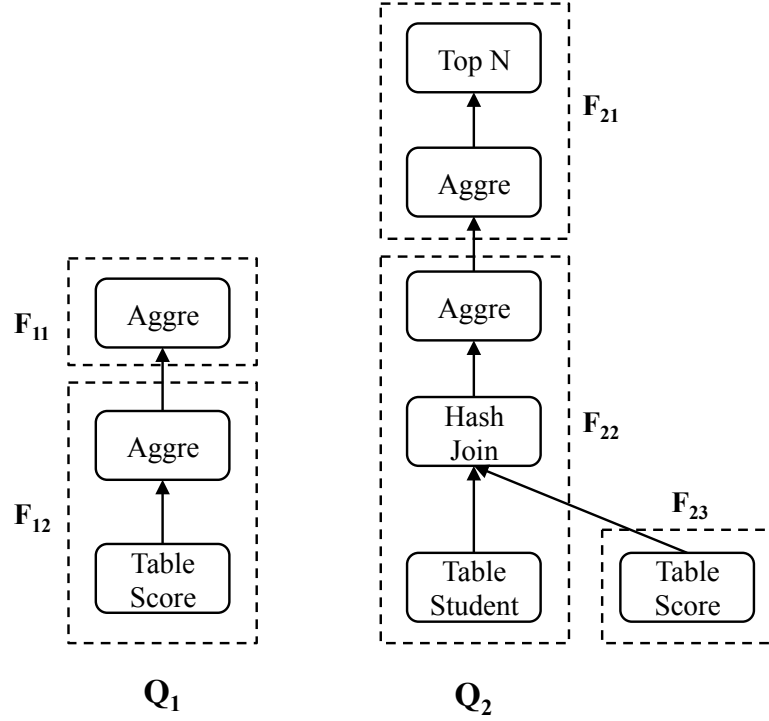 Top N
F21
Aggre
Aggre
Aggre
F11
Hash
Join
F22
Aggre
F12
F23
Table
Score
Table
Student
Table
Score
Q1
Q2